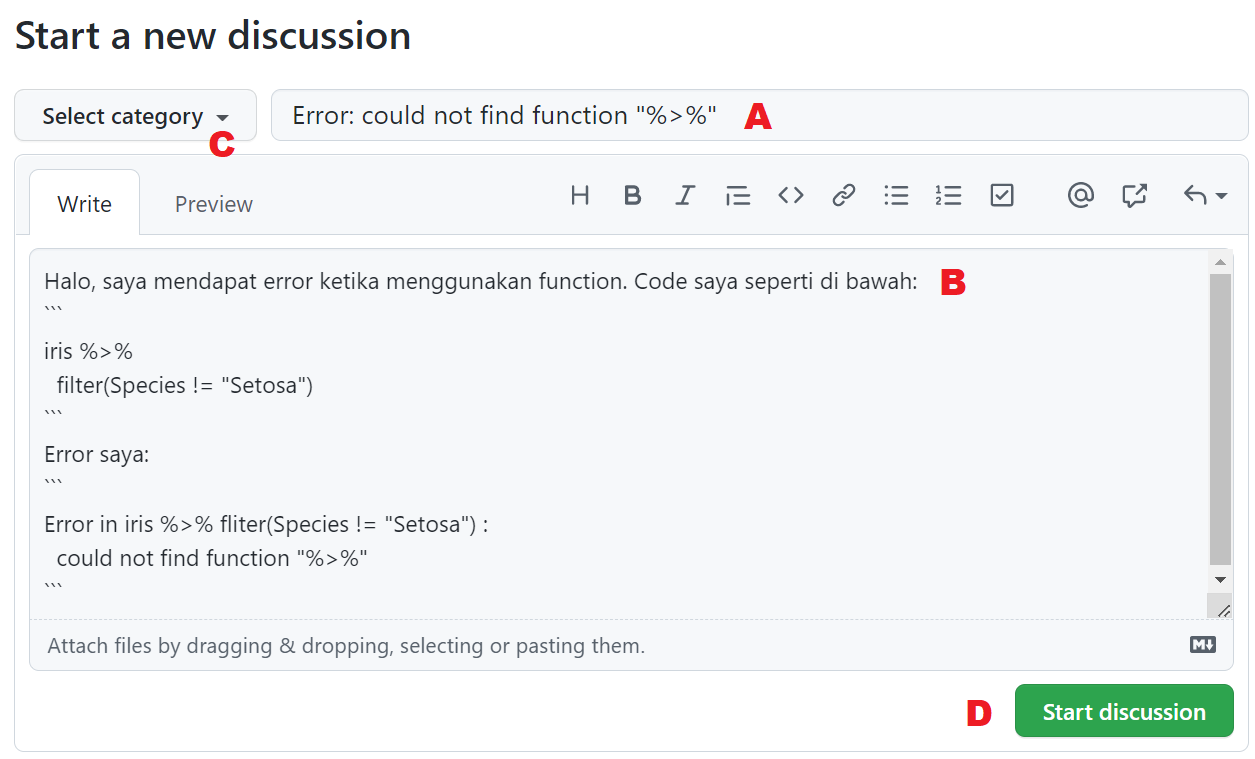 Start a new discussion
Select category
Error: could not find function "%>%" A
C
Write Preview
Halo, saya mendapat error ketika menggunakan function. Code saya seperti di bawah: B
```
iris %>%
  filter(Species != "Setosa")
```
Error saya:
```
Error in iris %>% fliter(Species != "Setosa") :
  could not find function "%>%"
```
Attach files by dragging & dropping, selecting or pasting them.
D Start discussion